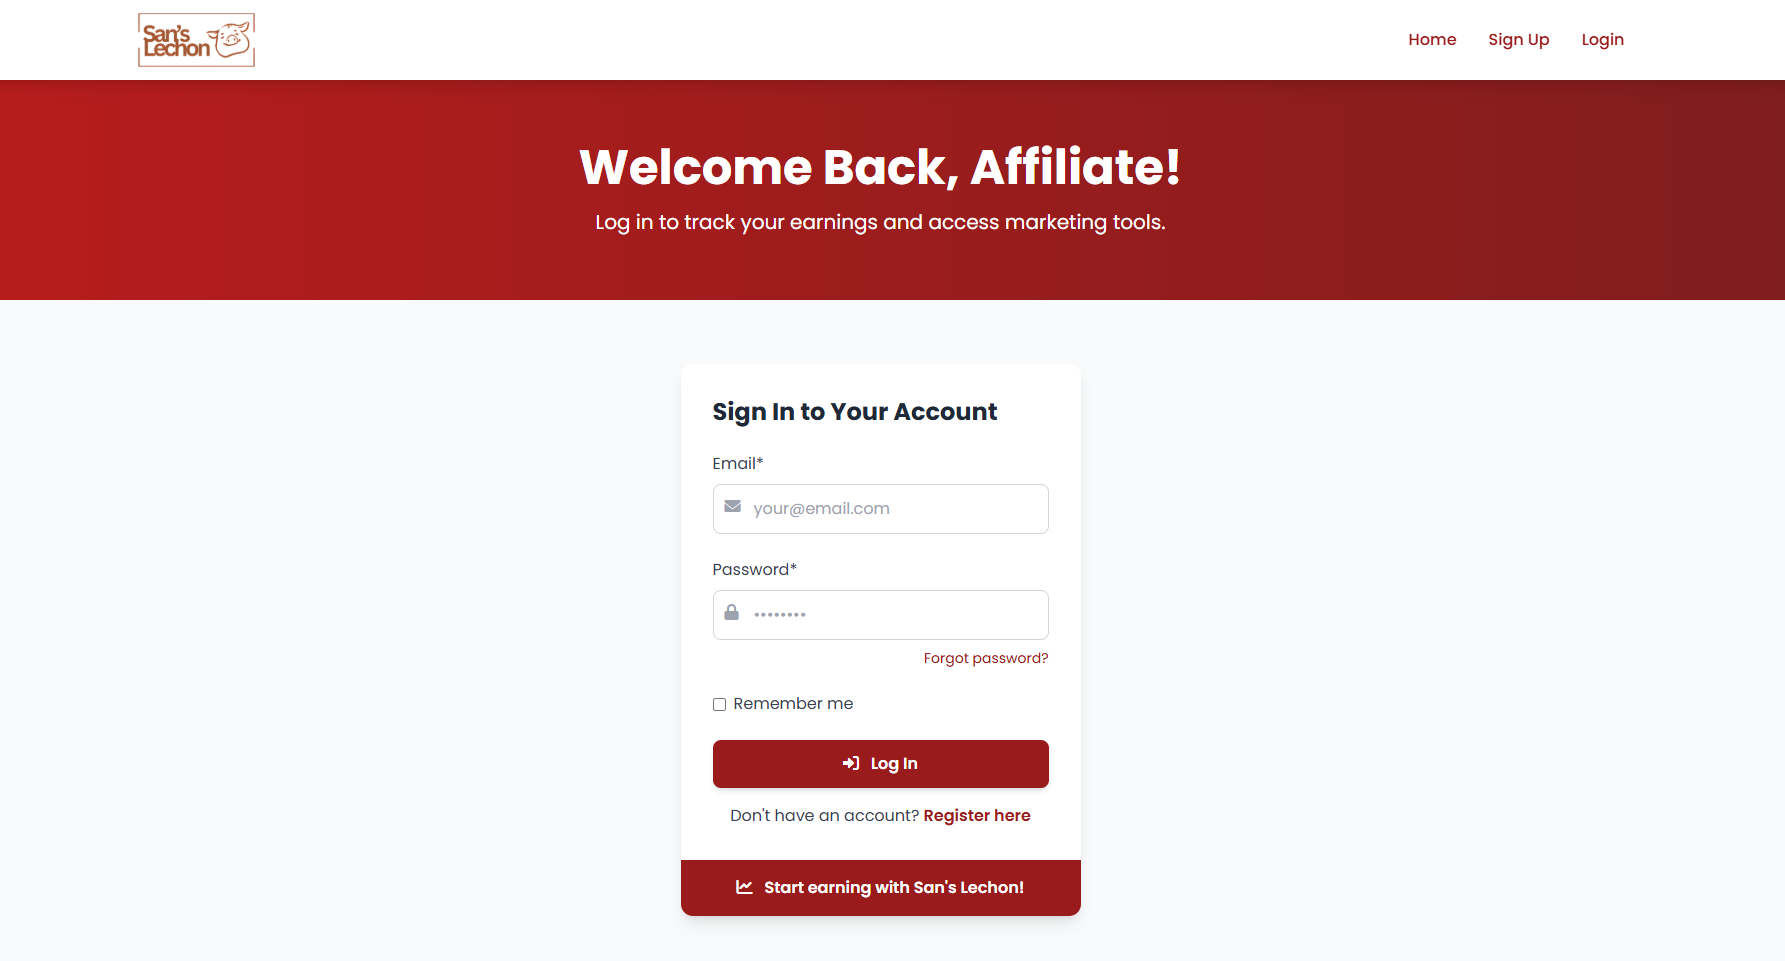 San's
Lechon
Home
Sign Up
Login
Welcome Back, Affiliate!
Log in to track your earnings and access marketing tools.
Sign In to Your Account
Email*
your@email.com
Password*
••••••••
Forgot password?
Remember me
Log In
Don't have an account? Register here
Start earning with San's Lechon!